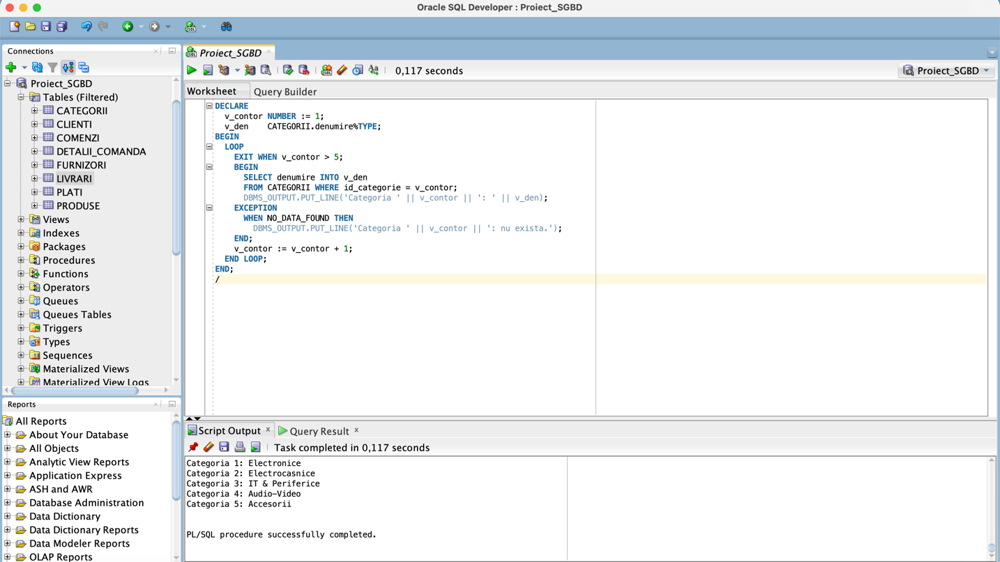 Oracle SQL Developer : Proiect_SGBD
Connections
Proiect_SGBD
Tables (Filtered)
CATEGORII
CLIENTI
COMENZI
DETALII_COMANDA
FURNIZORI
LIVRARI
PLATI
PRODUSE
Views
Indexes
Packages
Procedures
Functions
Operators
Queues
Queues Tables
Triggers
Types
Sequences
Materialized Views
Materialized View Logs
Reports
All Reports
About Your Database
All Objects
Analytic View Reports
Application Express
ASH and AWR
Database Administration
Data Dictionary
Data Dictionary Reports
Data Modeler Reports
OLAP Reports
Proiect_SGBD
0,117 seconds
Proiect_SGBD
Worksheet Query Builder
DECLARE
  v_contor NUMBER := 1;
  v_den    CATEGORII.denumire%TYPE;
BEGIN
  LOOP
    EXIT WHEN v_contor > 5;
    BEGIN
      SELECT denumire INTO v_den
      FROM CATEGORII WHERE id_categorie = v_contor;
      DBMS_OUTPUT.PUT_LINE('Categoria ' || v_contor || ': ' || v_den);
    EXCEPTION
      WHEN NO_DATA_FOUND THEN
        DBMS_OUTPUT.PUT_LINE('Categoria ' || v_contor || ': nu exista.');
    END;
    v_contor := v_contor + 1;
  END LOOP;
END;
/
Script Output Query Result
Task completed in 0,117 seconds
Categoria 1: Electronice
Categoria 2: Electrocasnice
Categoria 3: IT & Periferice
Categoria 4: Audio-Video
Categoria 5: Accesorii
PL/SQL procedure successfully completed.